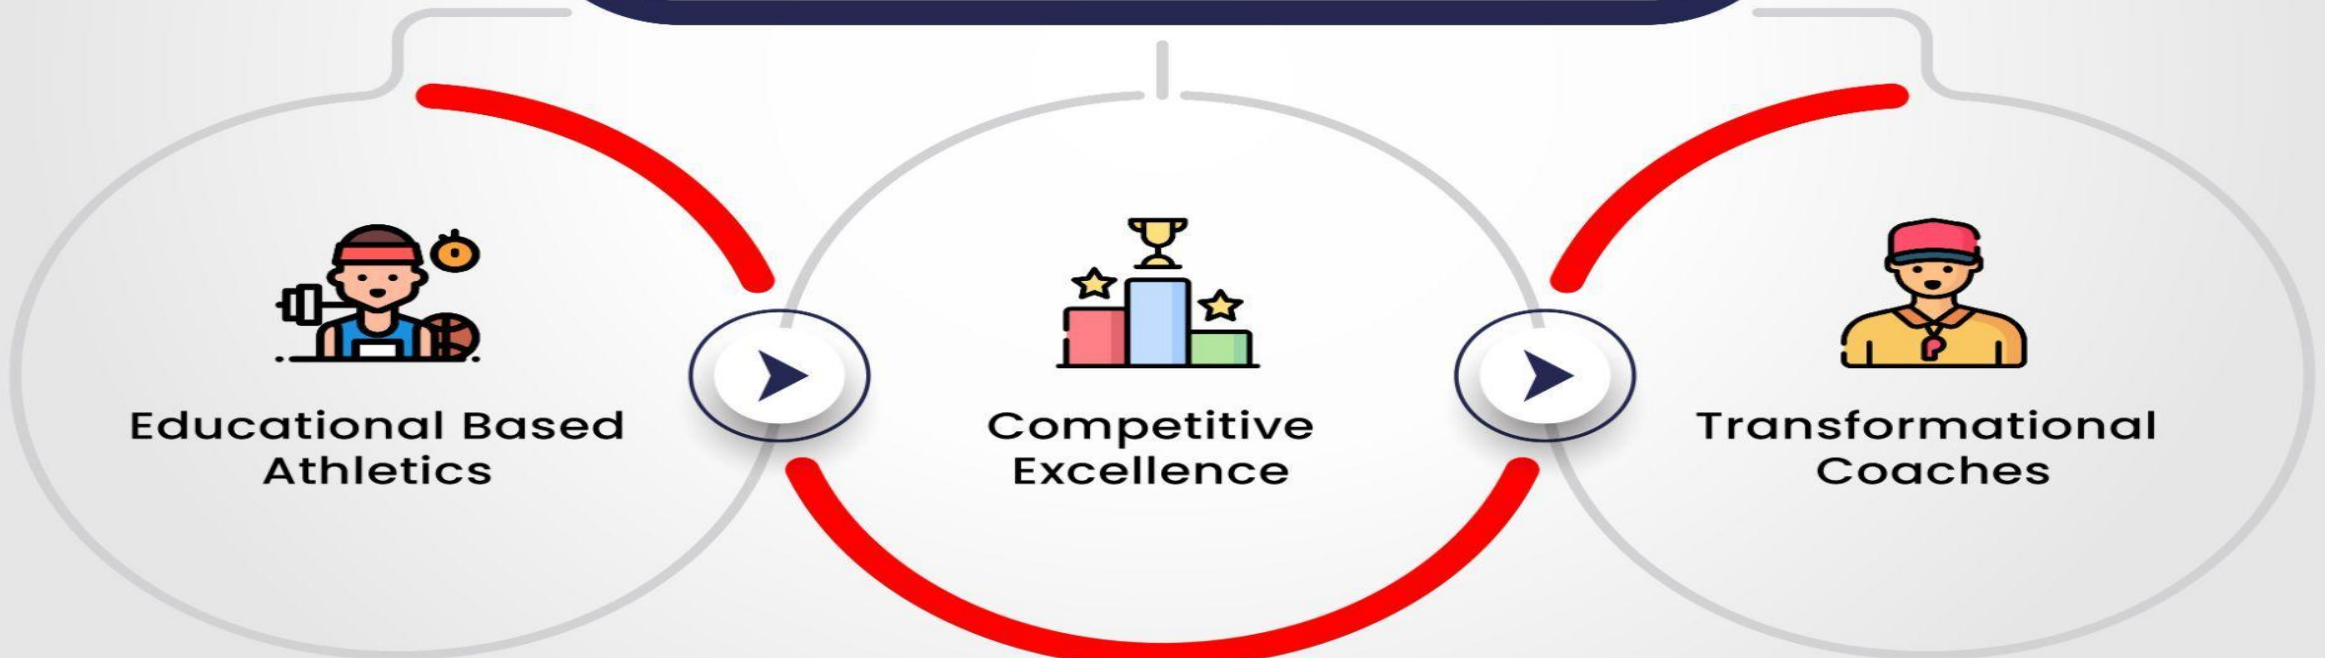 Educational Based
Athletics
Competitive
Excellence
Transformational
Coaches